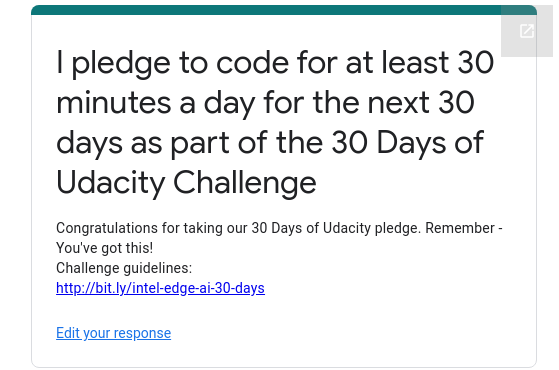 I pledge to code for at least 30
minutes a day for the next 30
days as part of the 30 Days of
Udacity Challenge
Congratulations for taking our 30 Days of Udacity pledge. Remember -
You've got this!
Challenge guidelines:
http://bit.ly/intel-edge-ai-30-days
Edit your response